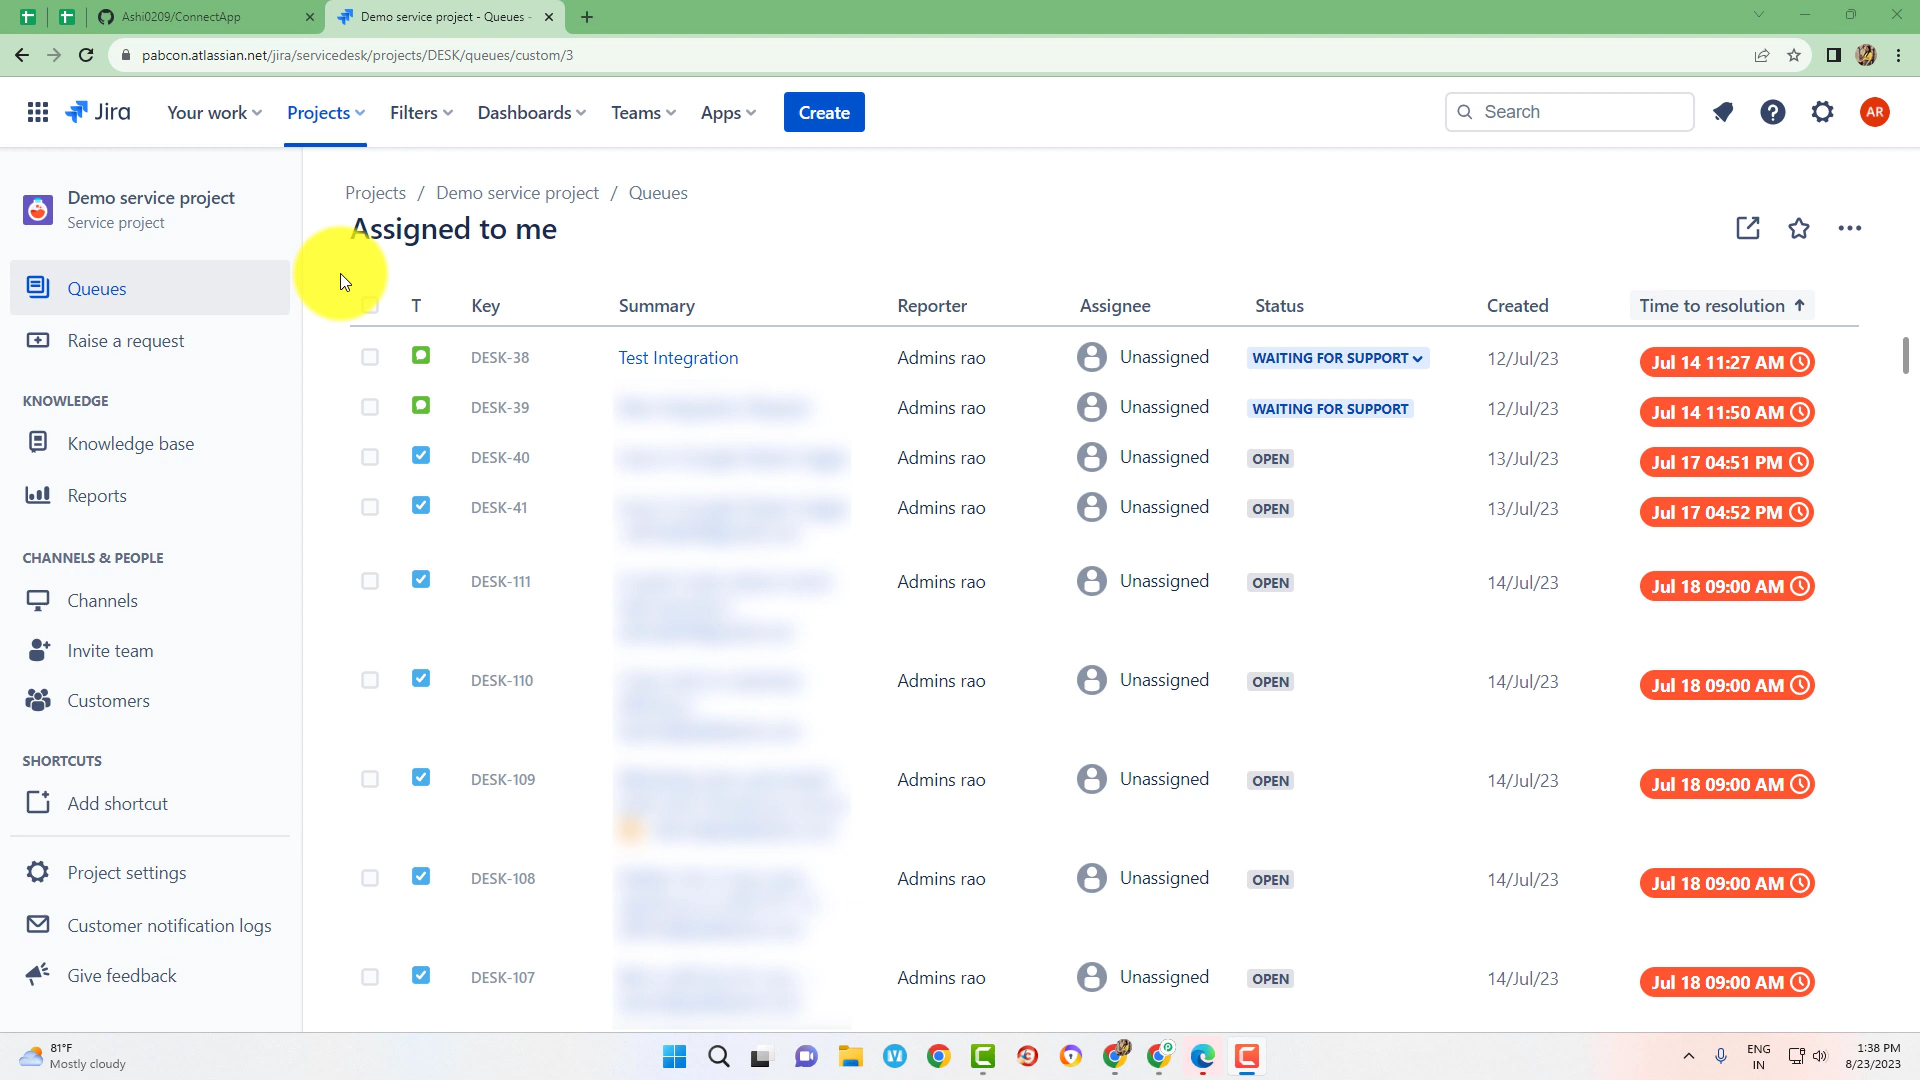 Ashi0209/ConnectApp
Demo service project - Queues -
pabcon.atlassian.net/jira/servicedesk/projects/DESK/queues/custom/3
Jira
Your work
Projects
Filters
Dashboards
Teams
Apps
Create
Search
AR
Demo service project
Service project
Queues
Raise a request
KNOWLEDGE
Knowledge base
Reports
CHANNELS & PEOPLE
Channels
Invite team
Customers
SHORTCUTS
Add shortcut
Project settings
Customer notification logs
Give feedback
Projects / Demo service project / Queues
Assigned to me
T Key Summary Reporter Assignee Status Created Time to resolution
DESK-38 Test Integration Admins rao Unassigned WAITING FOR SUPPORT 12/Jul/23 Jul 14 11:27 AM
DESK-39 Admins rao Unassigned WAITING FOR SUPPORT 12/Jul/23 Jul 14 11:50 AM
DESK-40 Admins rao Unassigned OPEN 13/Jul/23 Jul 17 04:51 PM
DESK-41 Admins rao Unassigned OPEN 13/Jul/23 Jul 17 04:52 PM
DESK-111 Admins rao Unassigned OPEN 14/Jul/23 Jul 18 09:00 AM
DESK-110 Admins rao Unassigned OPEN 14/Jul/23 Jul 18 09:00 AM
DESK-109 Admins rao Unassigned OPEN 14/Jul/23 Jul 18 09:00 AM
DESK-108 Admins rao Unassigned OPEN 14/Jul/23 Jul 18 09:00 AM
DESK-107 Admins rao Unassigned OPEN 14/Jul/23 Jul 18 09:00 AM
81°F
Mostly cloudy
ENG
IN
1:38 PM
8/23/2023